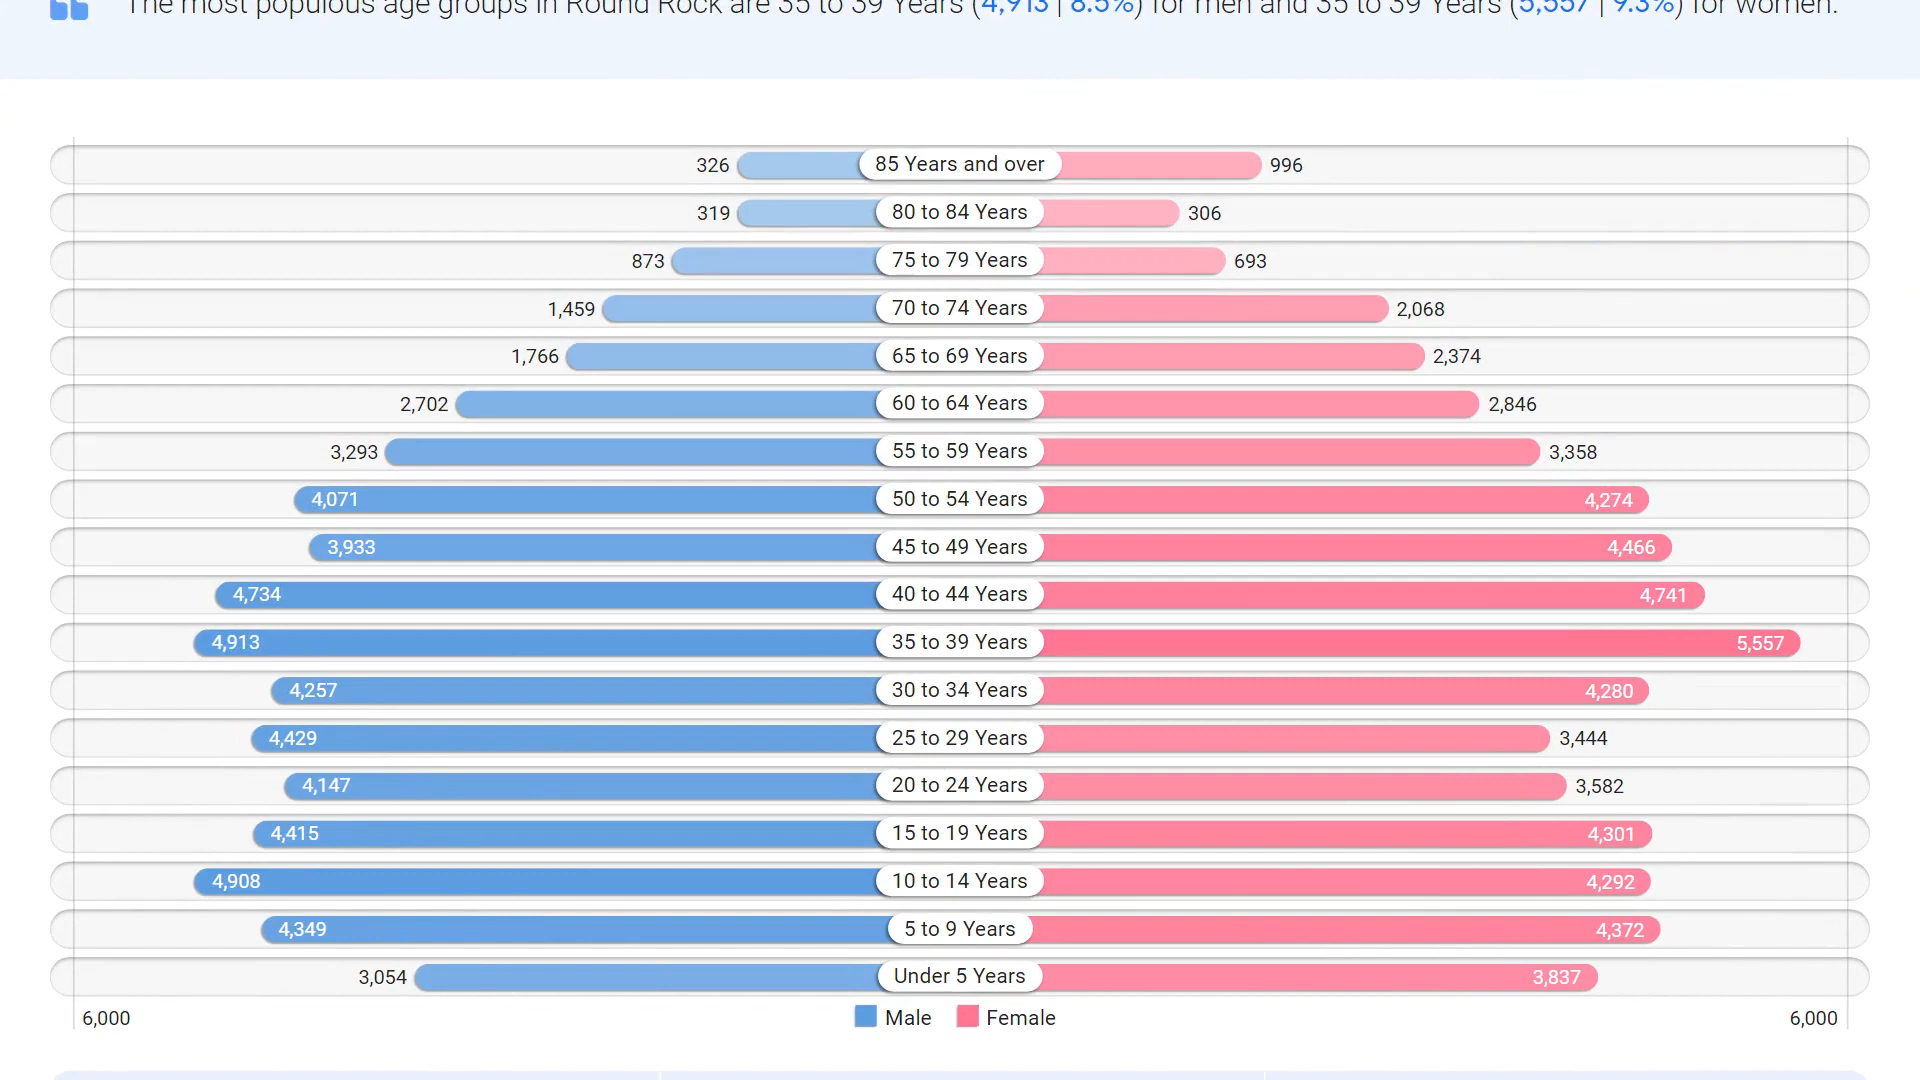 The most populous age groups in Round Rock are 35 to 39 Years (4,913 | 8.5%) for men and 35 to 39 Years (5,557 | 9.3%) for women.
326 85 Years and over 996
319 80 to 84 Years 306
873 75 to 79 Years 693
1,459 70 to 74 Years 2,068
1,766 65 to 69 Years 2,374
2,702 60 to 64 Years 2,846
3,293 55 to 59 Years 3,358
4,071 50 to 54 Years 4,274
3,933 45 to 49 Years 4,466
4,734 40 to 44 Years 4,741
4,913 35 to 39 Years 5,557
4,257 30 to 34 Years 4,280
4,429 25 to 29 Years 3,444
4,147 20 to 24 Years 3,582
4,415 15 to 19 Years 4,301
4,908 10 to 14 Years 4,292
4,349 5 to 9 Years 4,372
3,054 Under 5 Years 3,837
6,000 Male Female 6,000